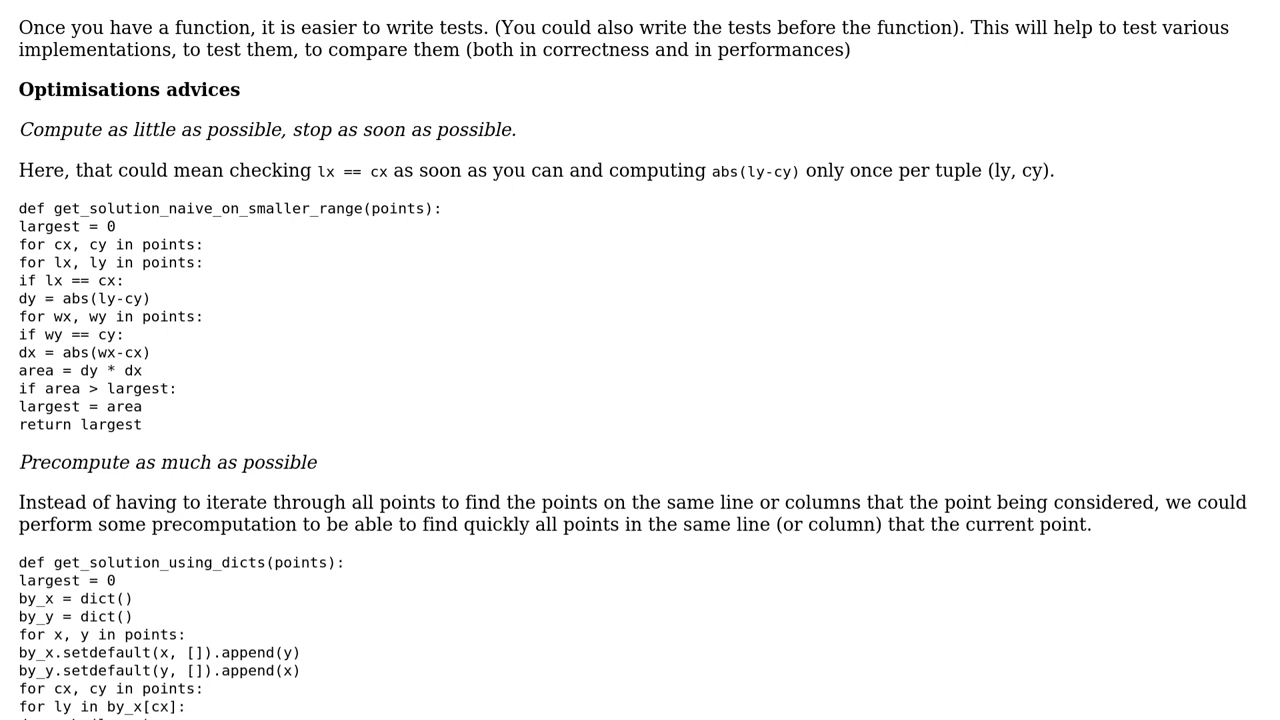 Once you have a function, it is easier to write tests. (You could also write the tests before the function). This will help to test various
implementations, to test them, to compare them (both in correctness and in performances)
Optimisations advices
Compute as little as possible, stop as soon as possible.
Here, that could mean checking lx == cx as soon as you can and computing abs(ly-cy) only once per tuple (ly, cy).
def get_solution_naive_on_smaller_range(points):
largest = 0
for cx, cy in points:
for lx, ly in points:
if lx == cx:
dy = abs(ly-cy)
for wx, wy in points:
if wy == cy:
dx = abs(wx-cx)
area = dy * dx
if area > largest:
largest = area
return largest
Precompute as much as possible
Instead of having to iterate through all points to find the points on the same line or columns that the point being considered, we could
perform some precomputation to be able to find quickly all points in the same line (or column) that the current point.
def get_solution_using_dicts(points):
largest = 0
by_x = dict()
by_y = dict()
for x, y in points:
by_x.setdefault(x, []).append(y)
by_y.setdefault(y, []).append(x)
for cx, cy in points:
for ly in by_x[cx]: